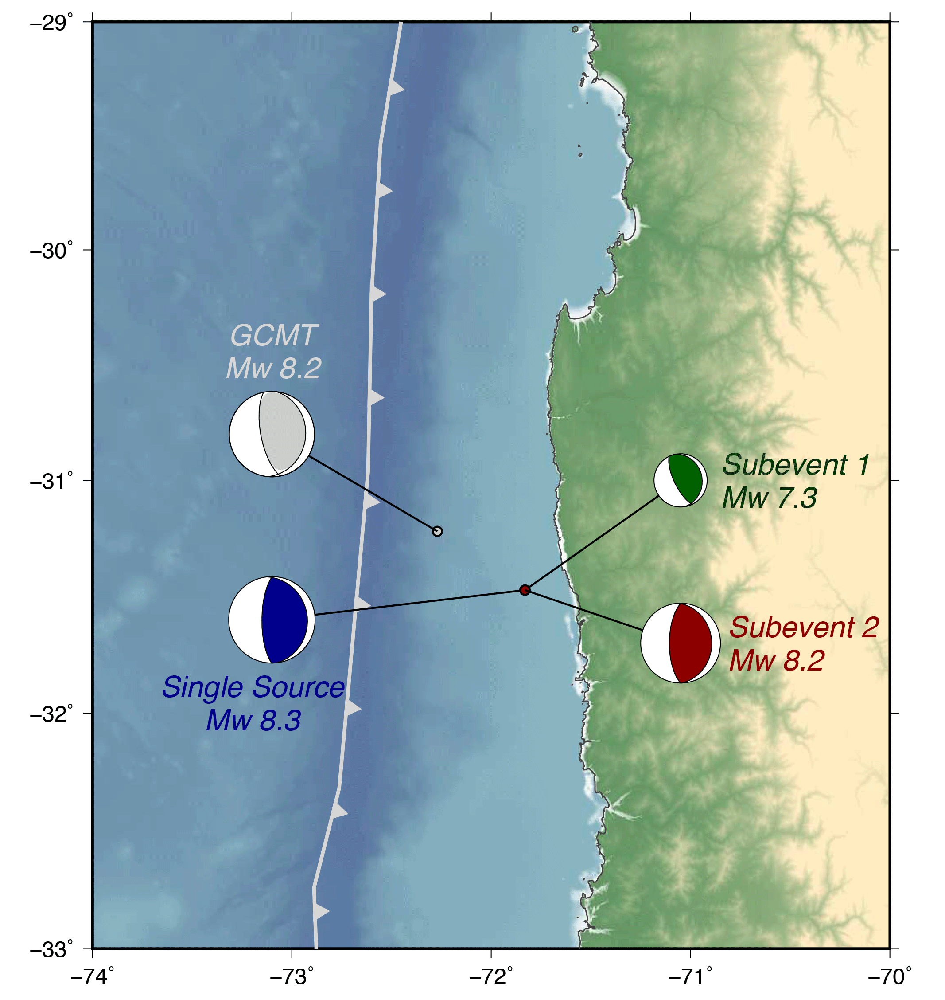 −29°
−30°
GCMT
Mw 8.2
−31°
Subevent 1
Mw 7.3
Subevent 2
Mw 8.2
Single Source
Mw 8.3
−32°
−33°
−74°
−73°
−72°
−71°
−70°